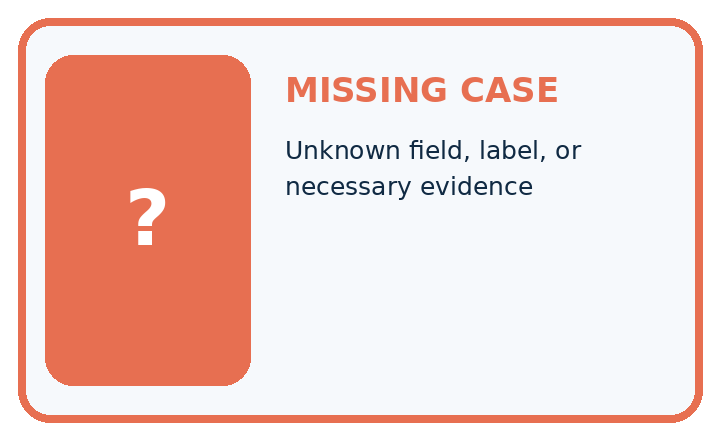 ?
MISSING CASE
Unknown field, label, or
necessary evidence